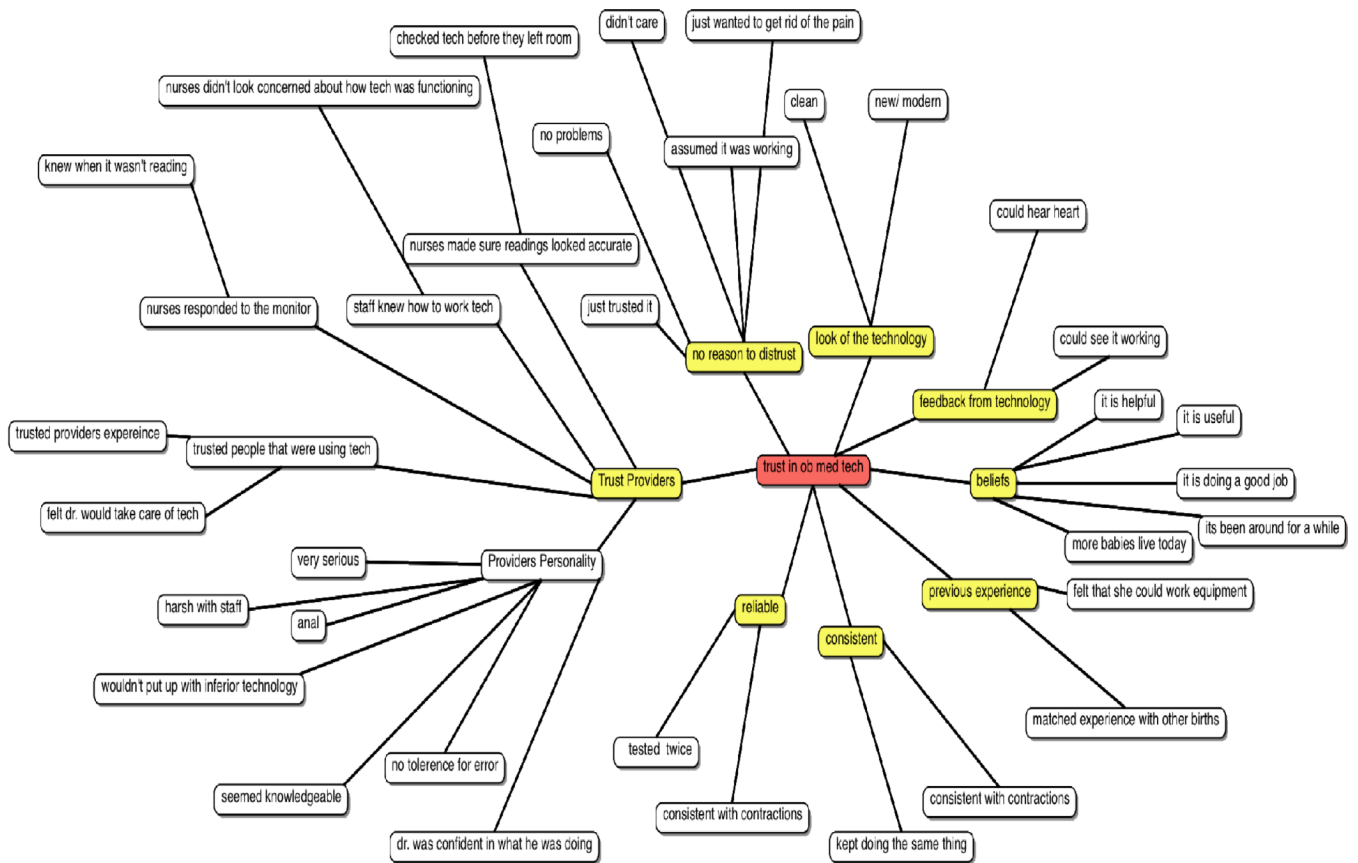 didn't care
just wanted to get rid of the pain
checked tech before they left room
nurses didn't look concerned about how tech was functioning
clean
new/ modern
no problems
assumed it was working
knew when it wasn't reading
could hear heart
nurses made sure readings looked accurate
nurses responded to the monitor
staff knew how to work tech
just trusted it
no reason to distrust
look of the technology
could see it working
feedback from technology
it is helpful
it is useful
trusted providers expereince
trusted people that were using tech
Trust Providers
trust in ob med tech
beliefs
it is doing a good job
felt dr. would take care of tech
its been around for a while
more babies live today
very serious
Providers Personality
previous experience
felt that she could work equipment
harsh with staff
anal
reliable
consistent
wouldn't put up with inferior technology
matched experience with other births
tested twice
no tolerence for error
seemed knowledgeable
consistent with contractions
consistent with contractions
dr. was confident in what he was doing
kept doing the same thing